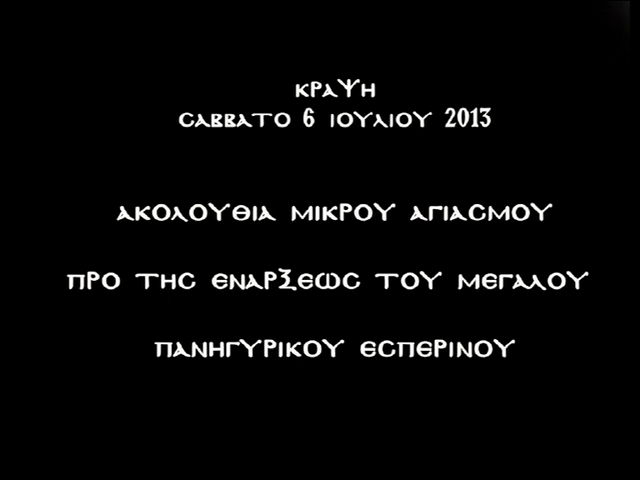 ΚΡΑΨΗ
ΣΑΒΒΑΤΟ 6 ΙΟΥΛΙΟΥ 2013
ΑΚΟΛΟΥΘΙΑ ΜΙΚΡΟΥ ΑΓΙΑΣΜΟΥ
ΠΡΟ ΤΗΣ ΕΝΑΡΞΕΩΣ ΤΟΥ ΜΕΓΑΛΟΥ
ΠΑΝΗΓΥΡΙΚΟΥ ΕΣΠΕΡΙΝΟΥ